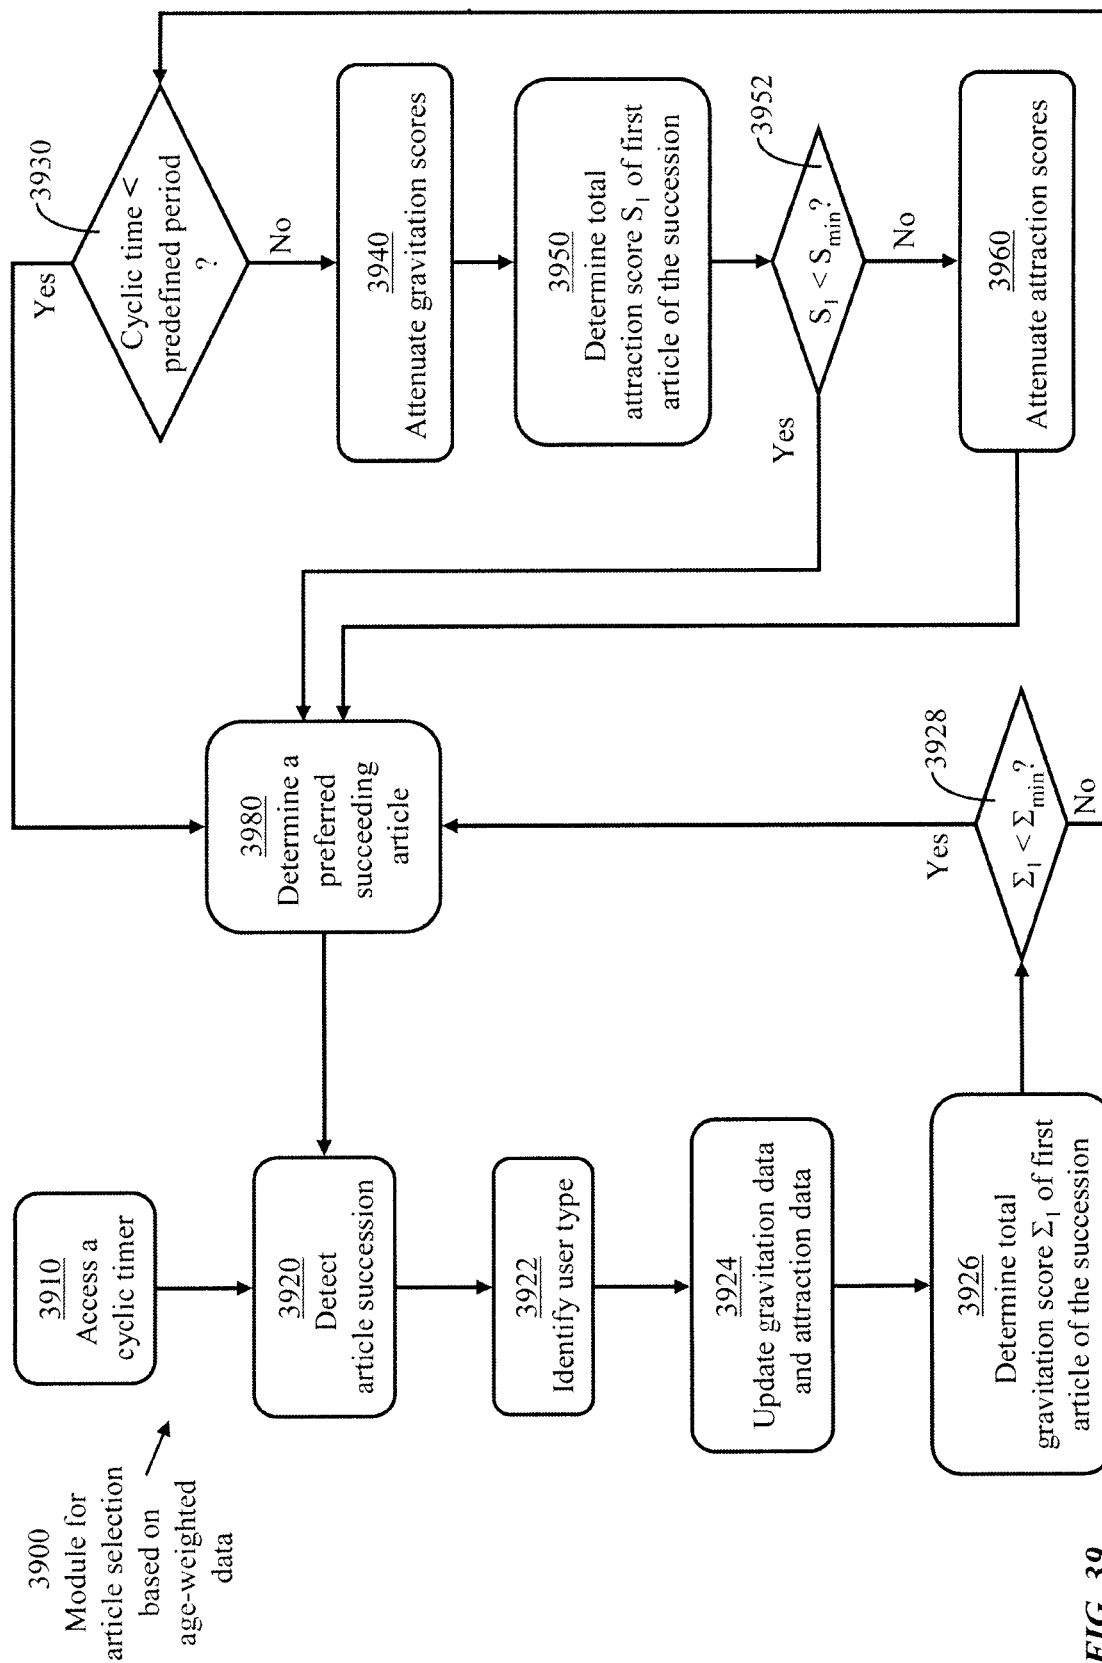 3900
Module for
article selection
based on
age-weighted
data
3910
Access a
cyclic timer
3920
Detect
article succession
3922
Identify user type
3924
Update gravitation data
and attraction data
3926
Determine total
gravitation score Σ₁ of first
article of the succession
3928
Σ₁ < Σmin?
Yes
No
3980
Determine a
preferred
succeeding
article
3930
Cyclic time <
predefined period
?
Yes
No
3940
Attenuate gravitation scores
3950
Determine total
attraction score S₁ of first
article of the succession
3952
S₁ < Smin?
Yes
No
3960
Attenuate attraction scores
FIG. 39